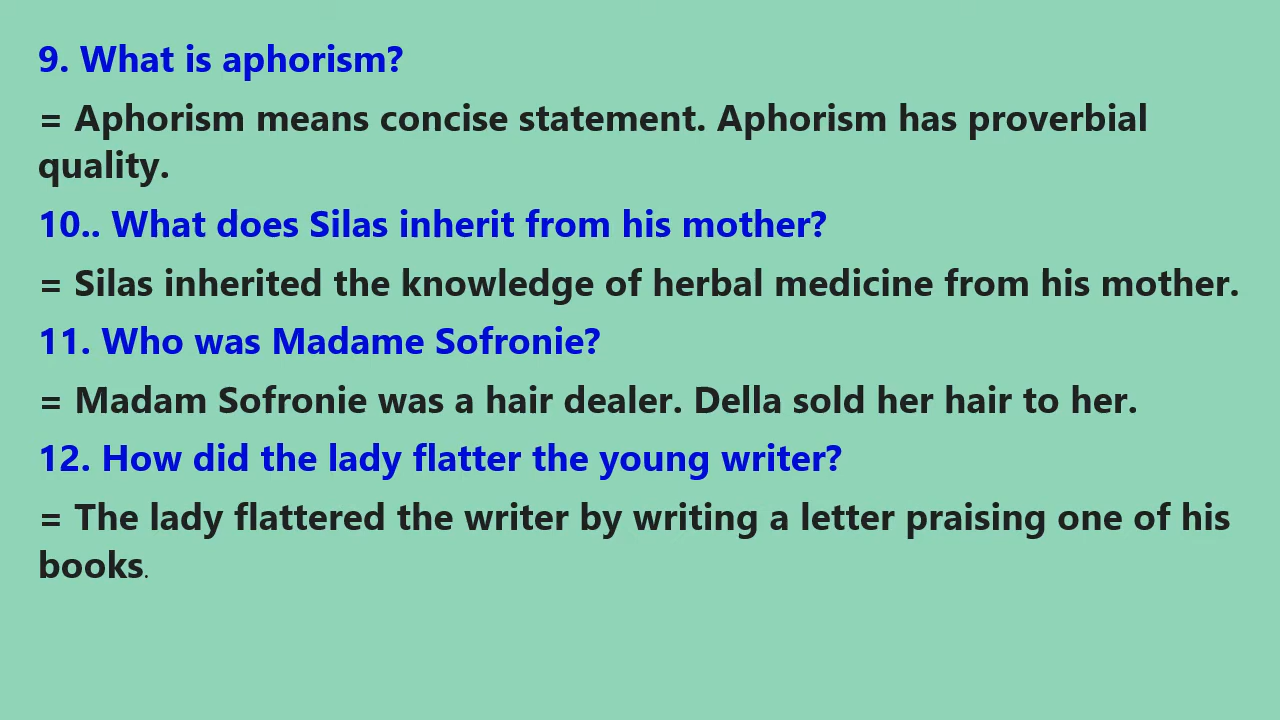 9. What is aphorism?
= Aphorism means concise statement. Aphorism has proverbial
quality.
10.. What does Silas inherit from his mother?
= Silas inherited the knowledge of herbal medicine from his mother.
11. Who was Madame Sofronie?
= Madam Sofronie was a hair dealer. Della sold her hair to her.
12. How did the lady flatter the young writer?
= The lady flattered the writer by writing a letter praising one of his
books.